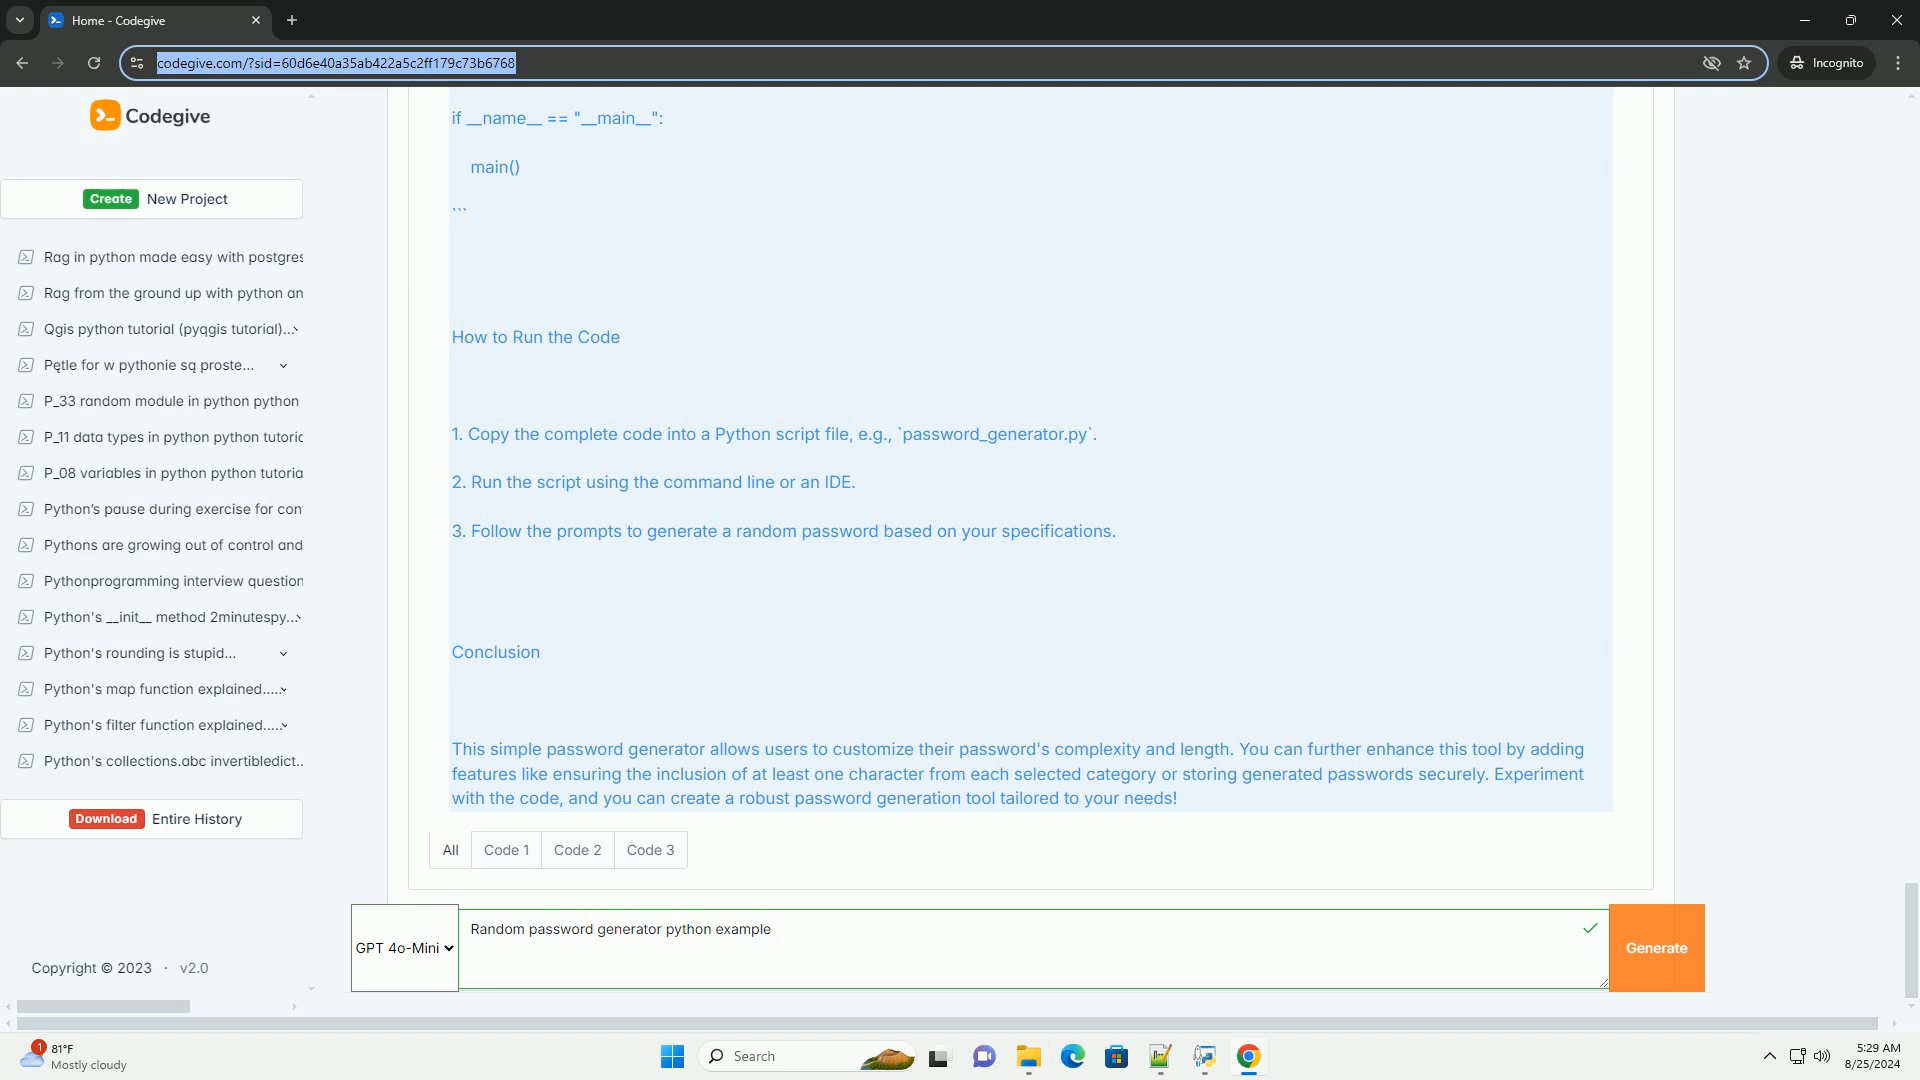 Home - Codegive
codegive.com/?sid=60d6e40a35ab422a5c2ff179c73b6768
Incognito
Codegive
Create New Project
Rag in python made easy with postgres
Rag from the ground up with python an
Qgis python tutorial (pyqgis tutorial)...
Pętle for w pythonie są proste...
P_33 random module in python python
P_11 data types in python python tutoric
P_08 variables in python python tutoria
Python's pause during exercise for con
Pythons are growing out of control and
Pythonprogramming interview question
Python's __init__ method 2minutespy...
Python's rounding is stupid...
Python's map function explained.....
Python's filter function explained.....
Python's collections.abc invertibledict..
Download Entire History
Copyright © 2023 · v2.0
if __name__ == "__main__":
main()
```
How to Run the Code
1. Copy the complete code into a Python script file, e.g., `password_generator.py`.
2. Run the script using the command line or an IDE.
3. Follow the prompts to generate a random password based on your specifications.
Conclusion
This simple password generator allows users to customize their password's complexity and length. You can further enhance this tool by adding
features like ensuring the inclusion of at least one character from each selected category or storing generated passwords securely. Experiment
with the code, and you can create a robust password generation tool tailored to your needs!
All Code 1 Code 2 Code 3
GPT 4o-Mini
Random password generator python example
Generate
1
81°F
Mostly cloudy
Search
5:29 AM
8/25/2024